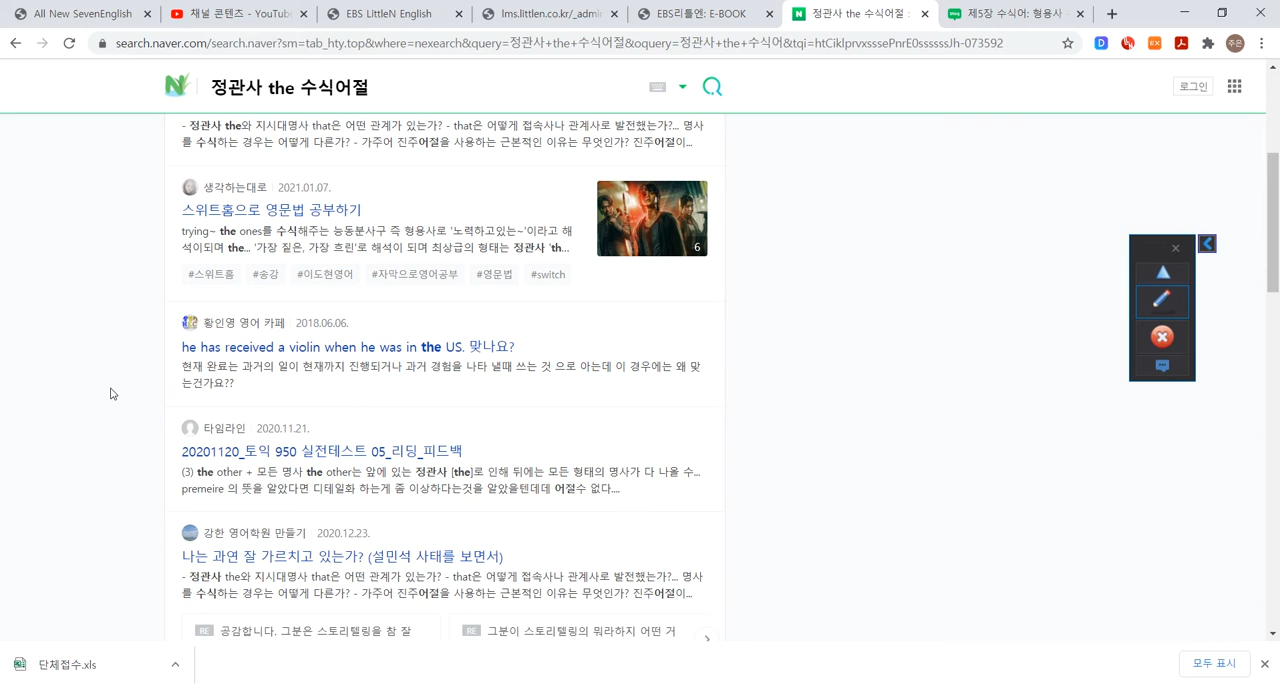 All New SevenEnglish
채널 콘텐츠 - YouTube
EBS LittleN English
lms.littlen.co.kr/_admin
EBS리틀엔: E-BOOK
정관사 the 수식어절 :
제5장 수식어: 형용사 -
search.naver.com/search.naver?sm=tab_hty.top&where=nexearch&query=정관사+the+수식어절&oquery=정관사+the+수식어&tqi=htCiklprvxsssePnrE0ssssssJh-073592
주은
정관사 the 수식어절
로그인
- 정관사 the와 지시대명사 that은 어떤 관계가 있는가? - that은 어떻게 접속사나 관계사로 발전했는가?... 명사
를 수식하는 경우는 어떻게 다른가? - 가주어 진주어절을 사용하는 근본적인 이유는 무엇인가? 진주어절이...
생각하는대로 2021.01.07.
스위트홈으로 영문법 공부하기
trying~ the ones를 수식해주는 능동분사구 즉 형용사로 '노력하고있는~'이라고 해
석이되며 the... '가장 짙은, 가장 흐린'로 해석이 되며 최상급의 형태는 정관사 'th...
6
#스위트홈 #송강 #이도현영어 #자막으로영어공부 #영문법 #switch
황인영 영어 카페 2018.06.06.
he has received a violin when he was in the US. 맞나요?
현재 완료는 과거의 일이 현재까지 진행되거나 과거 경험을 나타 낼때 쓰는 것 으로 아는데 이 경우에는 왜 맞
는건가요??
타임라인 2020.11.21.
20201120_토익 950 실전테스트 05_리딩_피드백
(3) the other + 모든 명사 the other는 앞에 있는 정관사 [the]로 인해 뒤에는 모든 형태의 명사가 다 나올 수...
premeire 의 뜻을 알았다면 디테일화 하는게 좀 이상하다는것을 알았을텐데데 어절수 없다....
강한 영어학원 만들기 2020.12.23.
나는 과연 잘 가르치고 있는가? (설민석 사태를 보면서)
- 정관사 the와 지시대명사 that은 어떤 관계가 있는가? - that은 어떻게 접속사나 관계사로 발전했는가?... 명사
를 수식하는 경우는 어떻게 다른가? - 가주어 진주어절을 사용하는 근본적인 이유는 무엇인가? 진주어절이...
RE 공감합니다. 그분은 스토리텔링을 참 잘
RE 그분이 스토리텔링의 뭐라하지 어떤 거
단체접수.xls
모두 표시